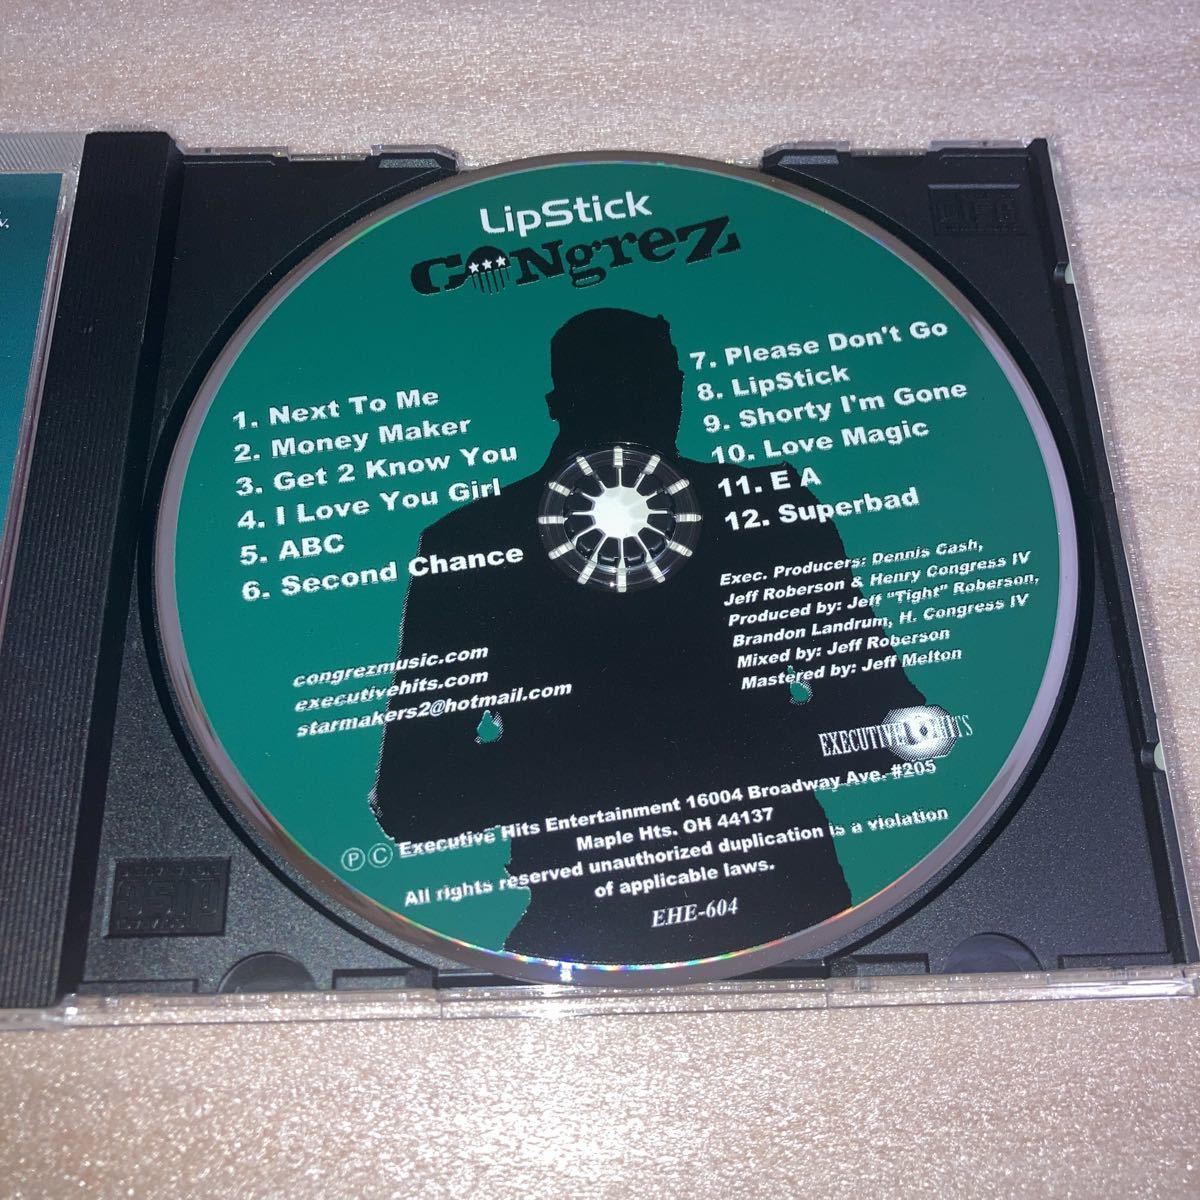 LipStick
CONgreZ
1. Next To Me
2. Money Maker
3. Get 2 Know You
4. I Love You Girl
5. ABC
6. Second Chance
7. Please Don't Go
8. LipStick
9. Shorty I'm Gone
10. Love Magic
11. E A
12. Superbad
Exec. Producers: Dennis Cash,
Jeff Roberson & Henry Congress IV
Produced by: Jeff "Tight" Roberson,
Brandon Landrum, H. Congress IV
Mixed by: Jeff Roberson
Mastered by: Jeff Melton
congrezmusic.com
executivehits.com
starmakers2@hotmail.com
EXECUTIVE HITS
Ⓟ Ⓒ Executive Hits Entertainment 16004 Broadway Ave. #205
Maple Hts. OH 44137
All rights reserved unauthorized duplication is a violation
of applicable laws.
EHE-604